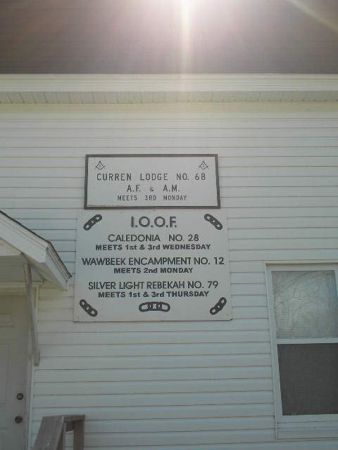 CURREN LODGE NO. 68
A.F. & A.M.
MEETS 3RD MONDAY
I.O.O.F.
CALEDONIA NO. 28
MEETS 1st & 3rd WEDNESDAY
WAWBEEK ENCAMPMENT NO. 12
MEETS 2nd MONDAY
SILVER LIGHT REBEKAH NO. 79
MEETS 1st & 3rd THURSDAY